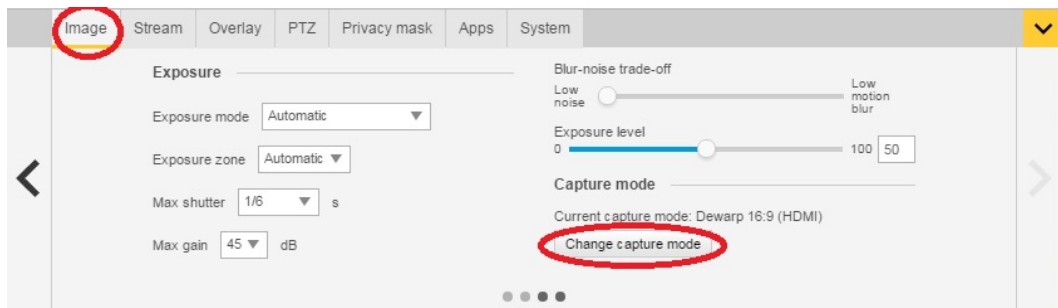 Image Stream Overlay PTZ Privacy mask Apps System
Exposure
Exposure mode Automatic
Exposure zone Automatic
Max shutter 1/6 s
Max gain 45 dB
Blur-noise trade-off
Low noise
Low motion blur
Exposure level
0 100 50
Capture mode
Current capture mode: Dewarp 16:9 (HDMI)
Change capture mode